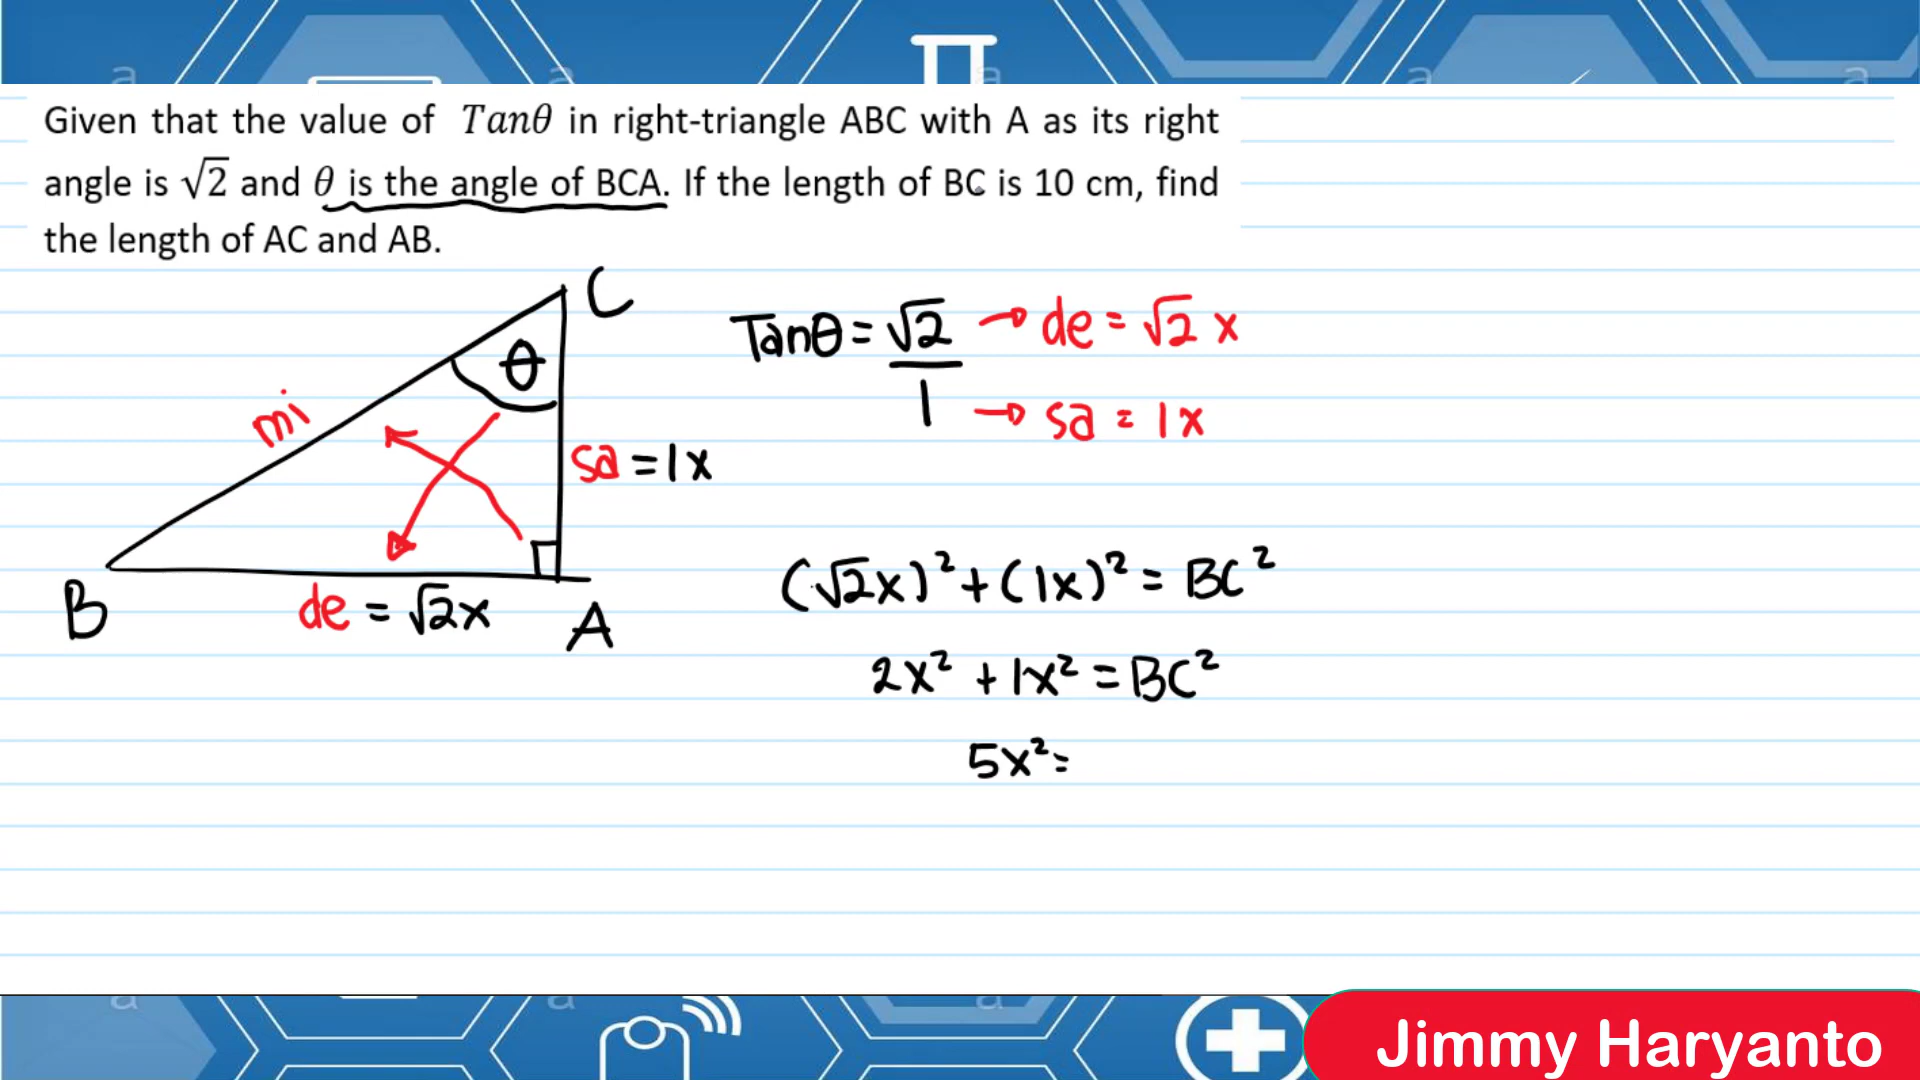 Given that the value of Tanθ in right-triangle ABC with A as its right
angle is √2 and θ is the angle of BCA. If the length of BC is 10 cm, find
the length of AC and AB.
C
θ
mi
sa = 1x
B
de = √2x
A
Tanθ = √2/1
→ de = √2 x
→ sa = 1x
(√2x)² + (1x)² = BC²
2x² + 1x² = BC²
5x² =
a a a a a
a a a
Jimmy Haryanto